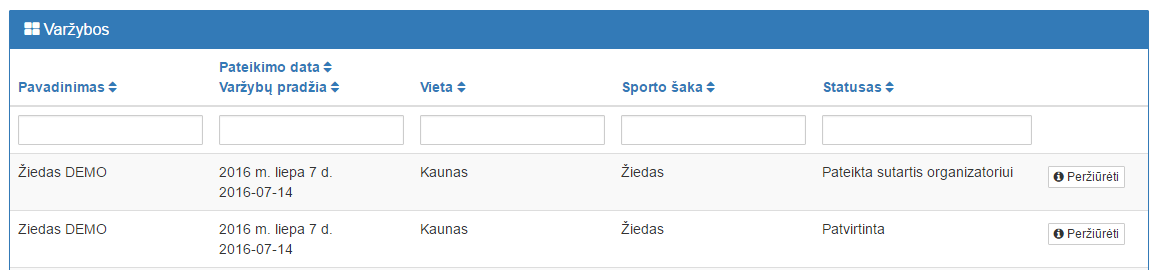 Varžybos
Pateikimo data
Pavadinimas Varžybų pradžia Vieta Sporto šaka Statusas
Žiedas DEMO 2016 m. liepa 7 d. Kaunas Žiedas Pateikta sutartis organizatoriui Peržiūrėti
2016-07-14
Ziedas DEMO 2016 m. liepa 7 d. Kaunas Žiedas Patvirtinta Peržiūrėti
2016-07-14